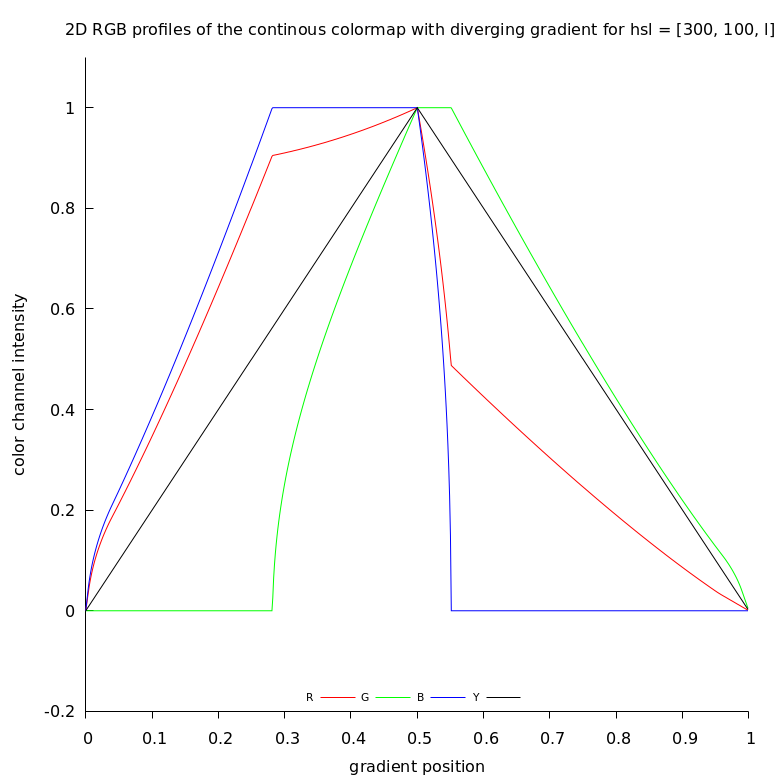 2D RGB profiles of the continous colormap with diverging gradient for hsl = [300, 100, l]
1
0.8
0.6
0.4
0.2
0
-0.2
color channel intensity
R G B Y
0 0.1 0.2 0.3 0.4 0.5 0.6 0.7 0.8 0.9 1
gradient position